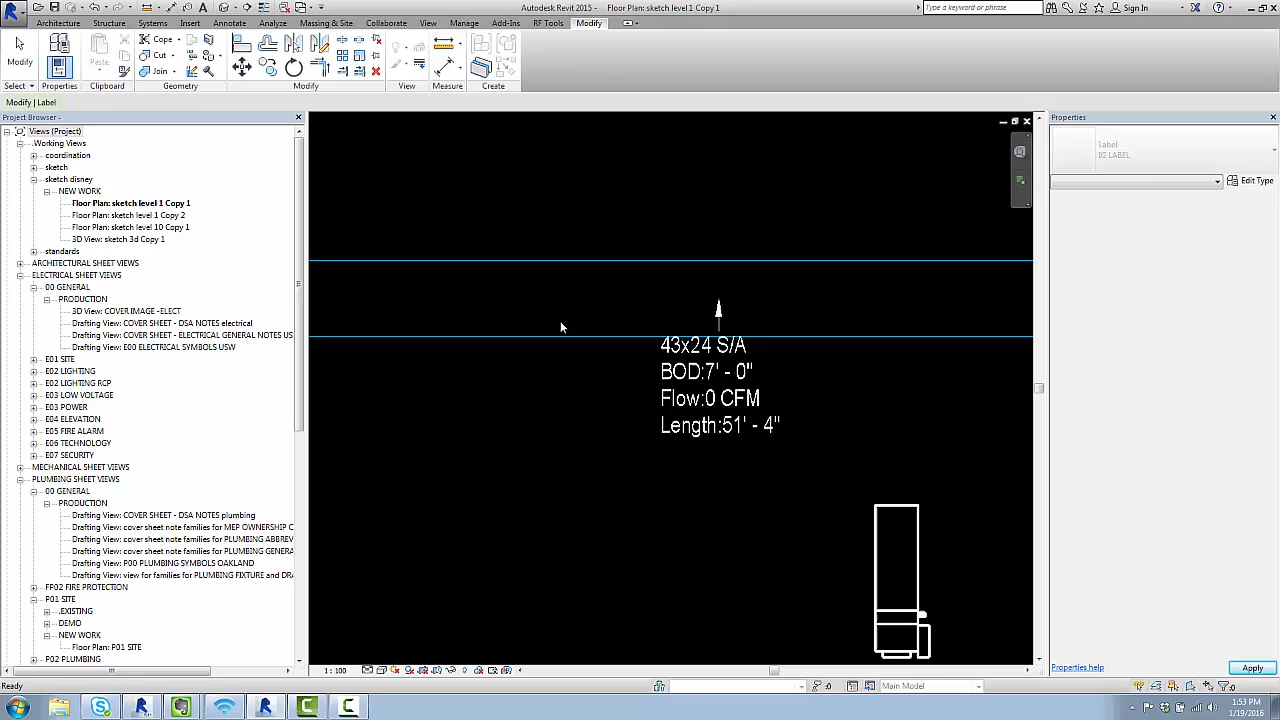 Autodesk Revit 2015 - Floor Plan: sketch level 1 Copy 1
Type a keyword or phrase
Sign In
Architecture Structure Systems Insert Annotate Analyze Massing & Site Collaborate View Manage Add-Ins RF Tools Modify
Modify
Paste
Cope
Cut
Join
Select Properties Clipboard Geometry Modify View Measure Create
Modify | Label
Project Browser -
Properties
Views (Project)
.Working Views
coordination
sketch
sketch disney
NEW WORK
Floor Plan: sketch level 1 Copy 1
Floor Plan: sketch level 1 Copy 2
Floor Plan: sketch level 10 Copy 1
3D View: sketch 3d Copy 1
standards
ARCHITECTURAL SHEET VIEWS
ELECTRICAL SHEET VIEWS
00 GENERAL
PRODUCTION
3D View: COVER IMAGE -ELECT
Drafting View: COVER SHEET - DSA NOTES electrical
Drafting View: COVER SHEET - ELECTRICAL GENERAL NOTES US
Drafting View: E00 ELECTRICAL SYMBOLS USW
E01 SITE
E02 LIGHTING
E02 LIGHTING RCP
E03 LOW VOLTAGE
E03 POWER
E04 ELEVATION
E05 FIRE ALARM
E06 TECHNOLOGY
E07 SECURITY
MECHANICAL SHEET VIEWS
PLUMBING SHEET VIEWS
00 GENERAL
PRODUCTION
Drafting View: COVER SHEET - DSA NOTES plumbing
Drafting View: cover sheet note families for MEP OWNERSHIP C
Drafting View: cover sheet note families for PLUMBING ABBREV
Drafting View: cover sheet note families for PLUMBING GENERA
Drafting View: P00 PLUMBING SYMBOLS OAKLAND
Drafting View: view for families for PLUMBING FIXTURE and DRA
FP02 FIRE PROTECTION
P01 SITE
.EXISTING
DEMO
NEW WORK
Floor Plan: P01 SITE
P02 PLUMBING
43x24 S/A
BOD:7' - 0"
Flow:0 CFM
Length:51' - 4"
Label
IG LABEL
Edit Type
Properties help
Apply
1 : 100
Ready
:0
Main Model
:0
1:53 PM
1/19/2016